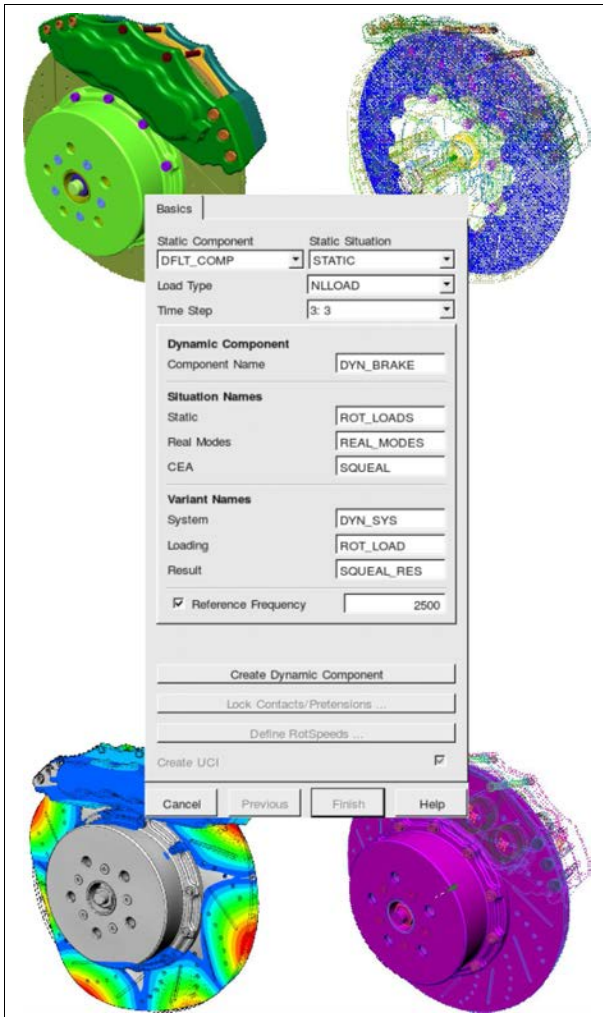 Basics
Static Component Static Situation
DFLT_COMP STATIC
Load Type NLLOAD
Time Step 3: 3
Dynamic Component
Component Name DYN_BRAKE
Situation Names
Static ROT_LOADS
Real Modes REAL_MODES
CEA SQUEAL
Variant Names
System DYN_SYS
Loading ROT_LOAD
Result SQUEAL_RES
Reference Frequency 2500
Create Dynamic Component
Lock Contacts/Pretensions ...
Define RotSpeeds ...
Create UCI
Cancel Previous Finish Help